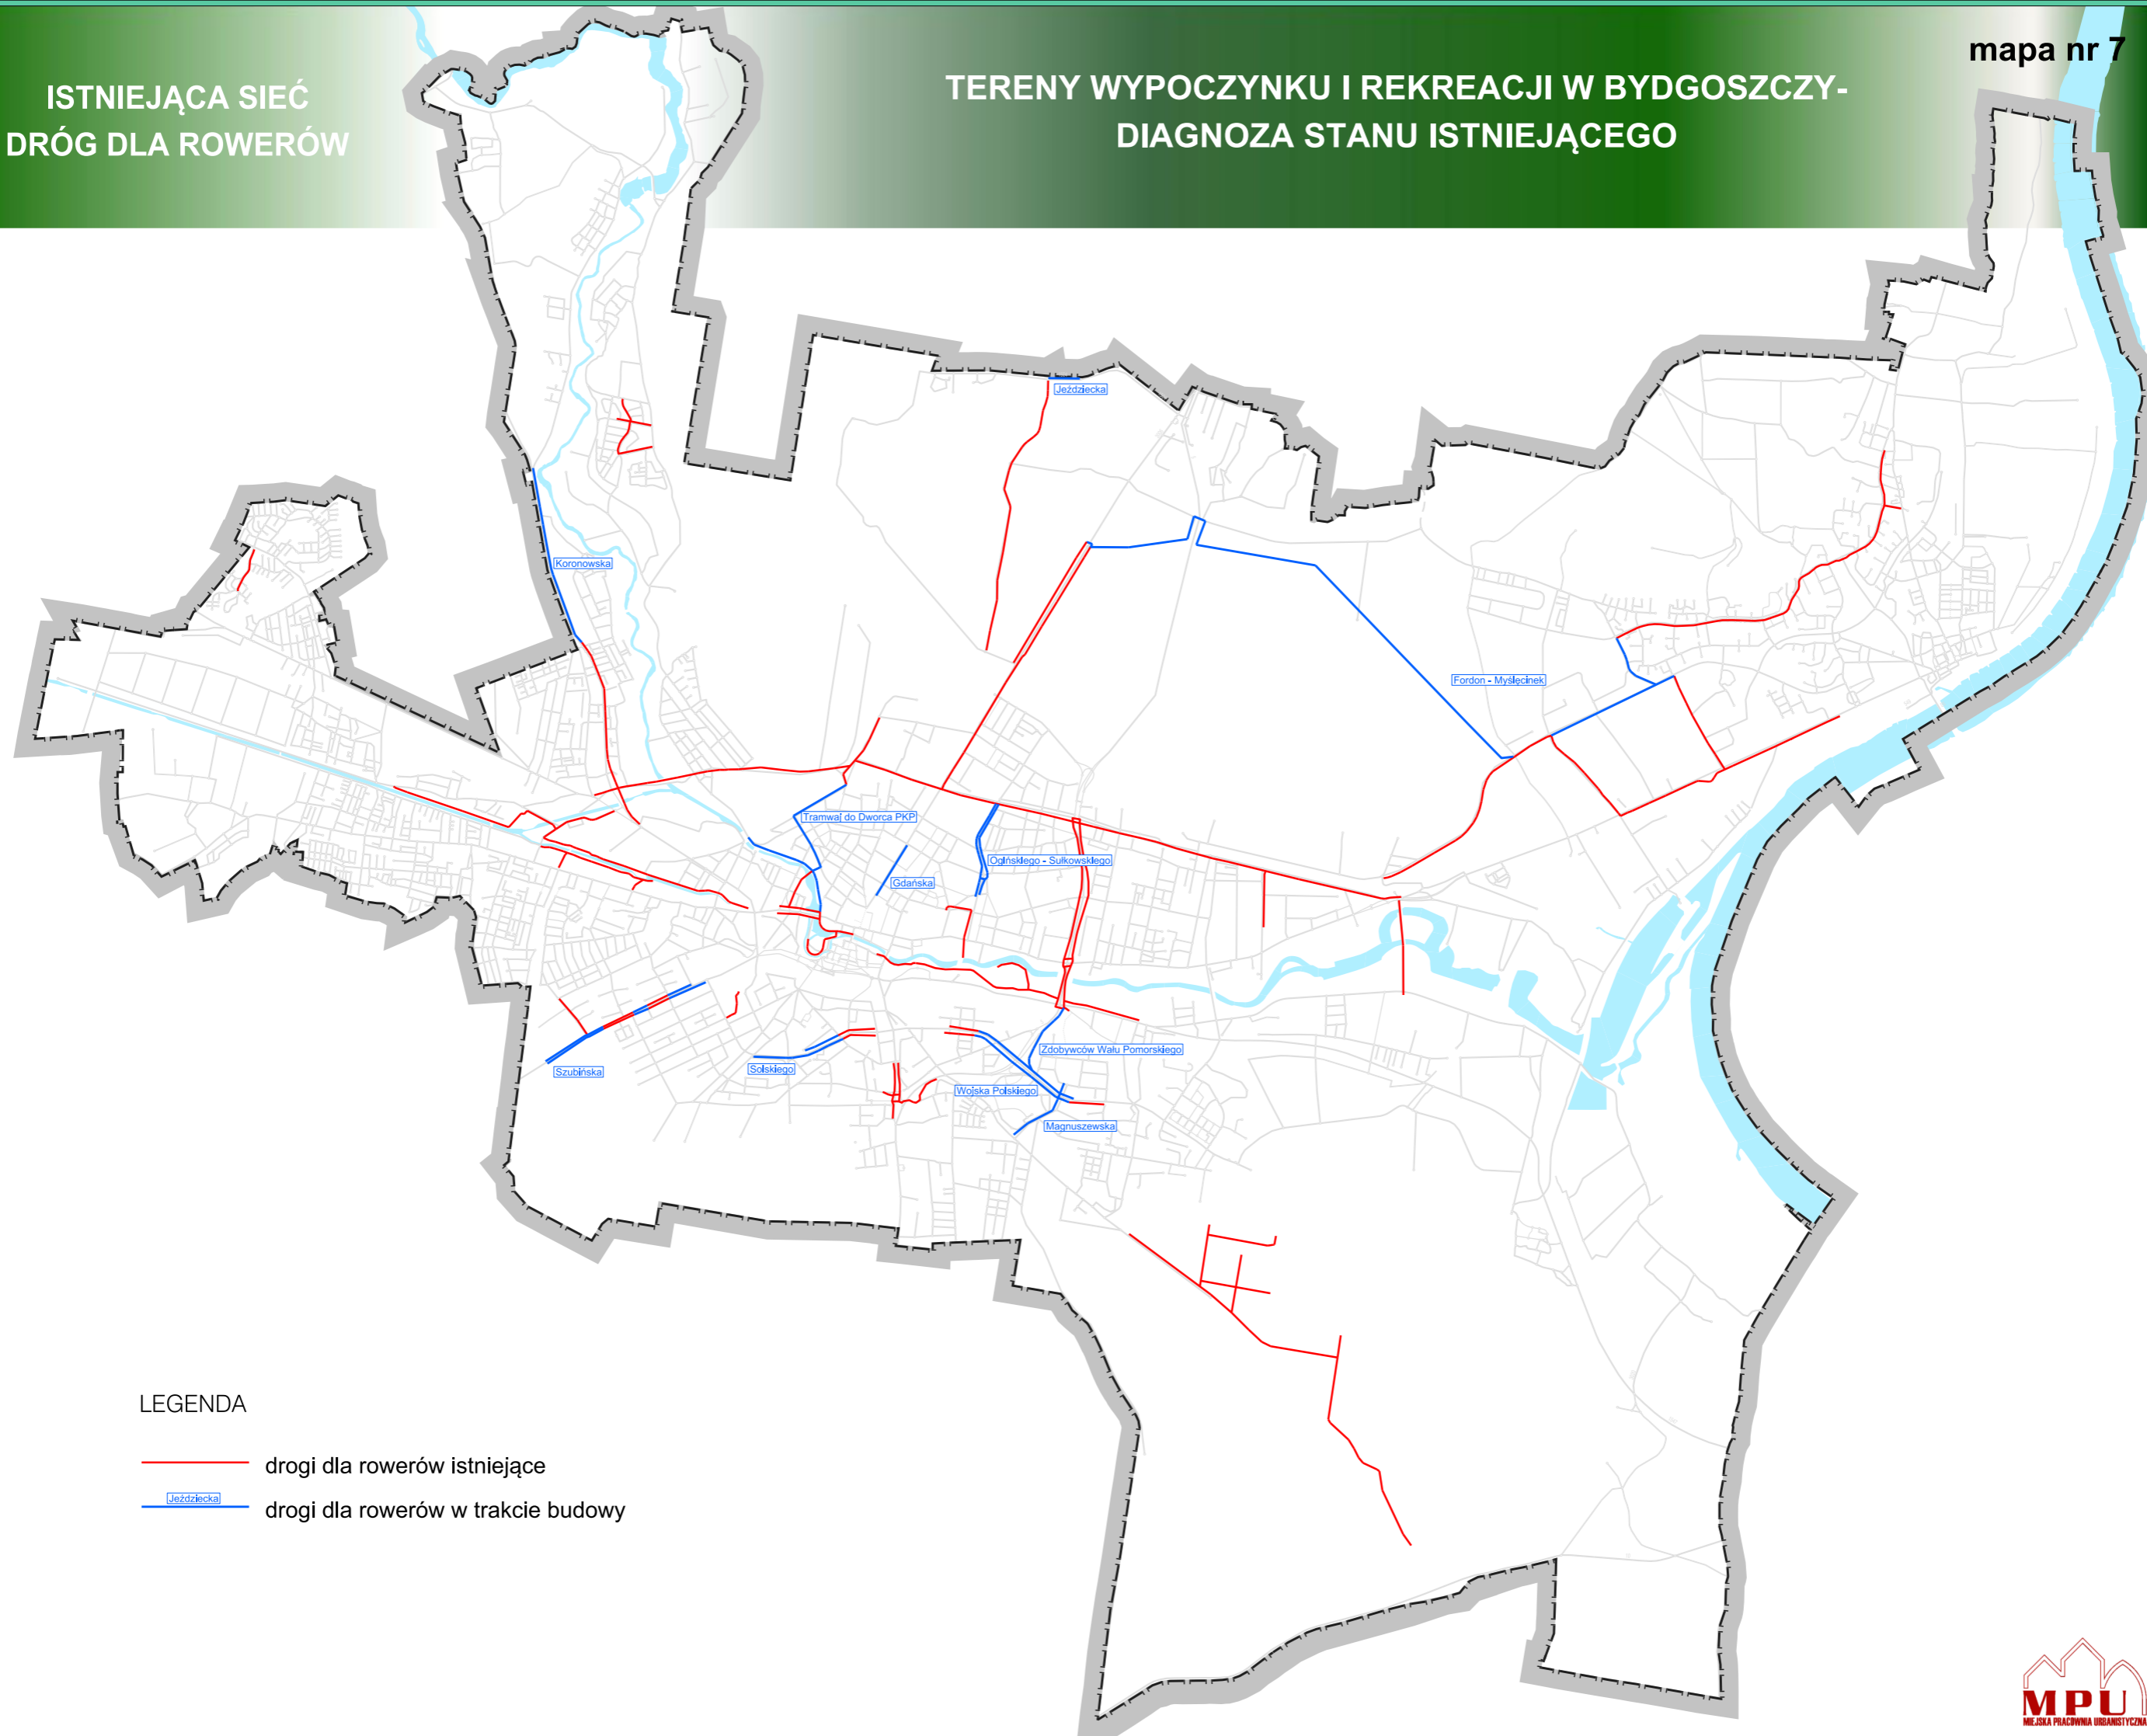 mapa nr 7
ISTNIEJĄCA SIEĆ
DRÓG DLA ROWERÓW
TERENY WYPOCZYNKU I REKREACJI W BYDGOSZCZY-
DIAGNOZA STANU ISTNIEJĄCEGO
Jeździecka
Koronowska
Fordon - Myślęcinek
Tramwaj do Dworca PKP
Ogińskiego - Sułkowskiego
Gdańska
Zdobywców Wału Pomorskiego
Szubińska
Solskiego
Wojska Polskiego
Magnuszewska
LEGENDA
drogi dla rowerów istniejące
Jeździecka
drogi dla rowerów w trakcie budowy
MPU
MIEJSKA PRACOWNIA URBANISTYCZNA